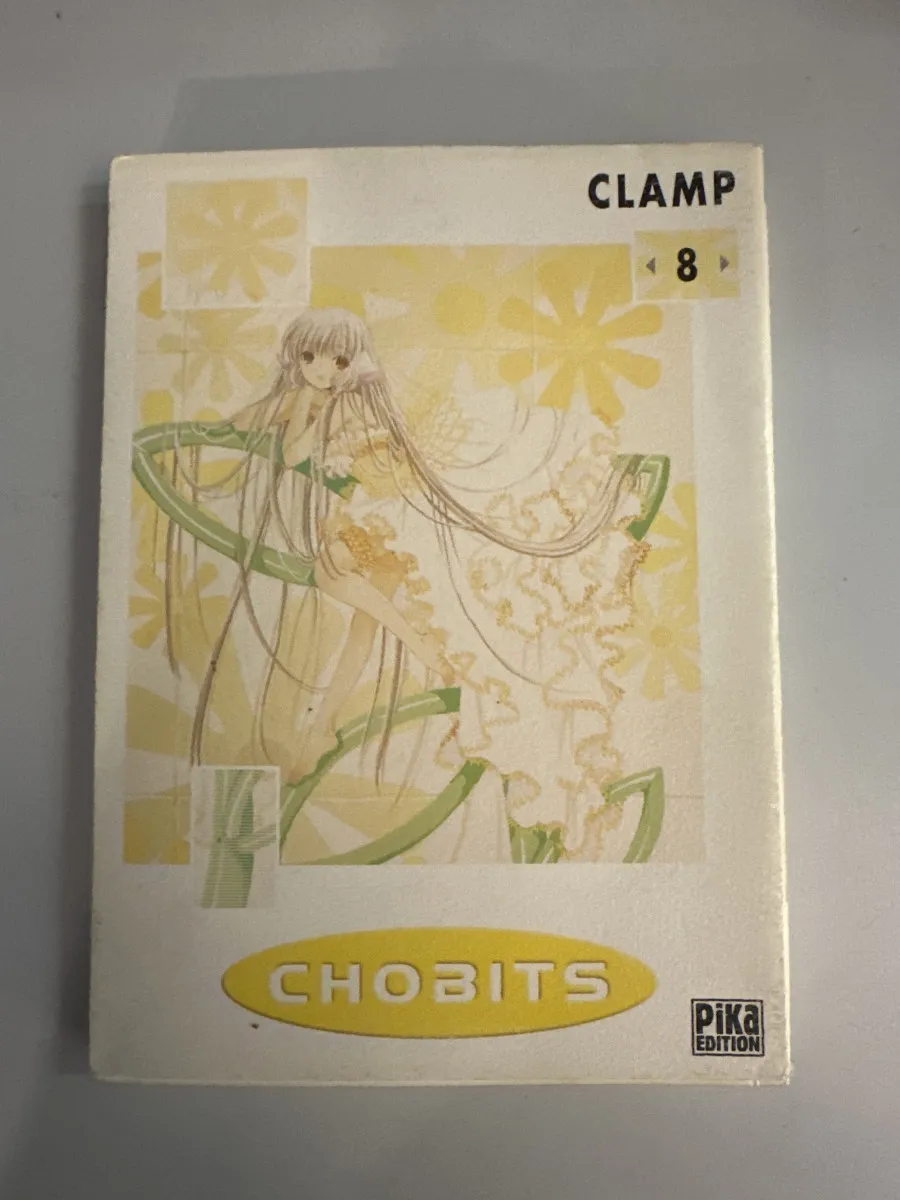 CLAMP
8
CHOBITS
PiKa
EDITION